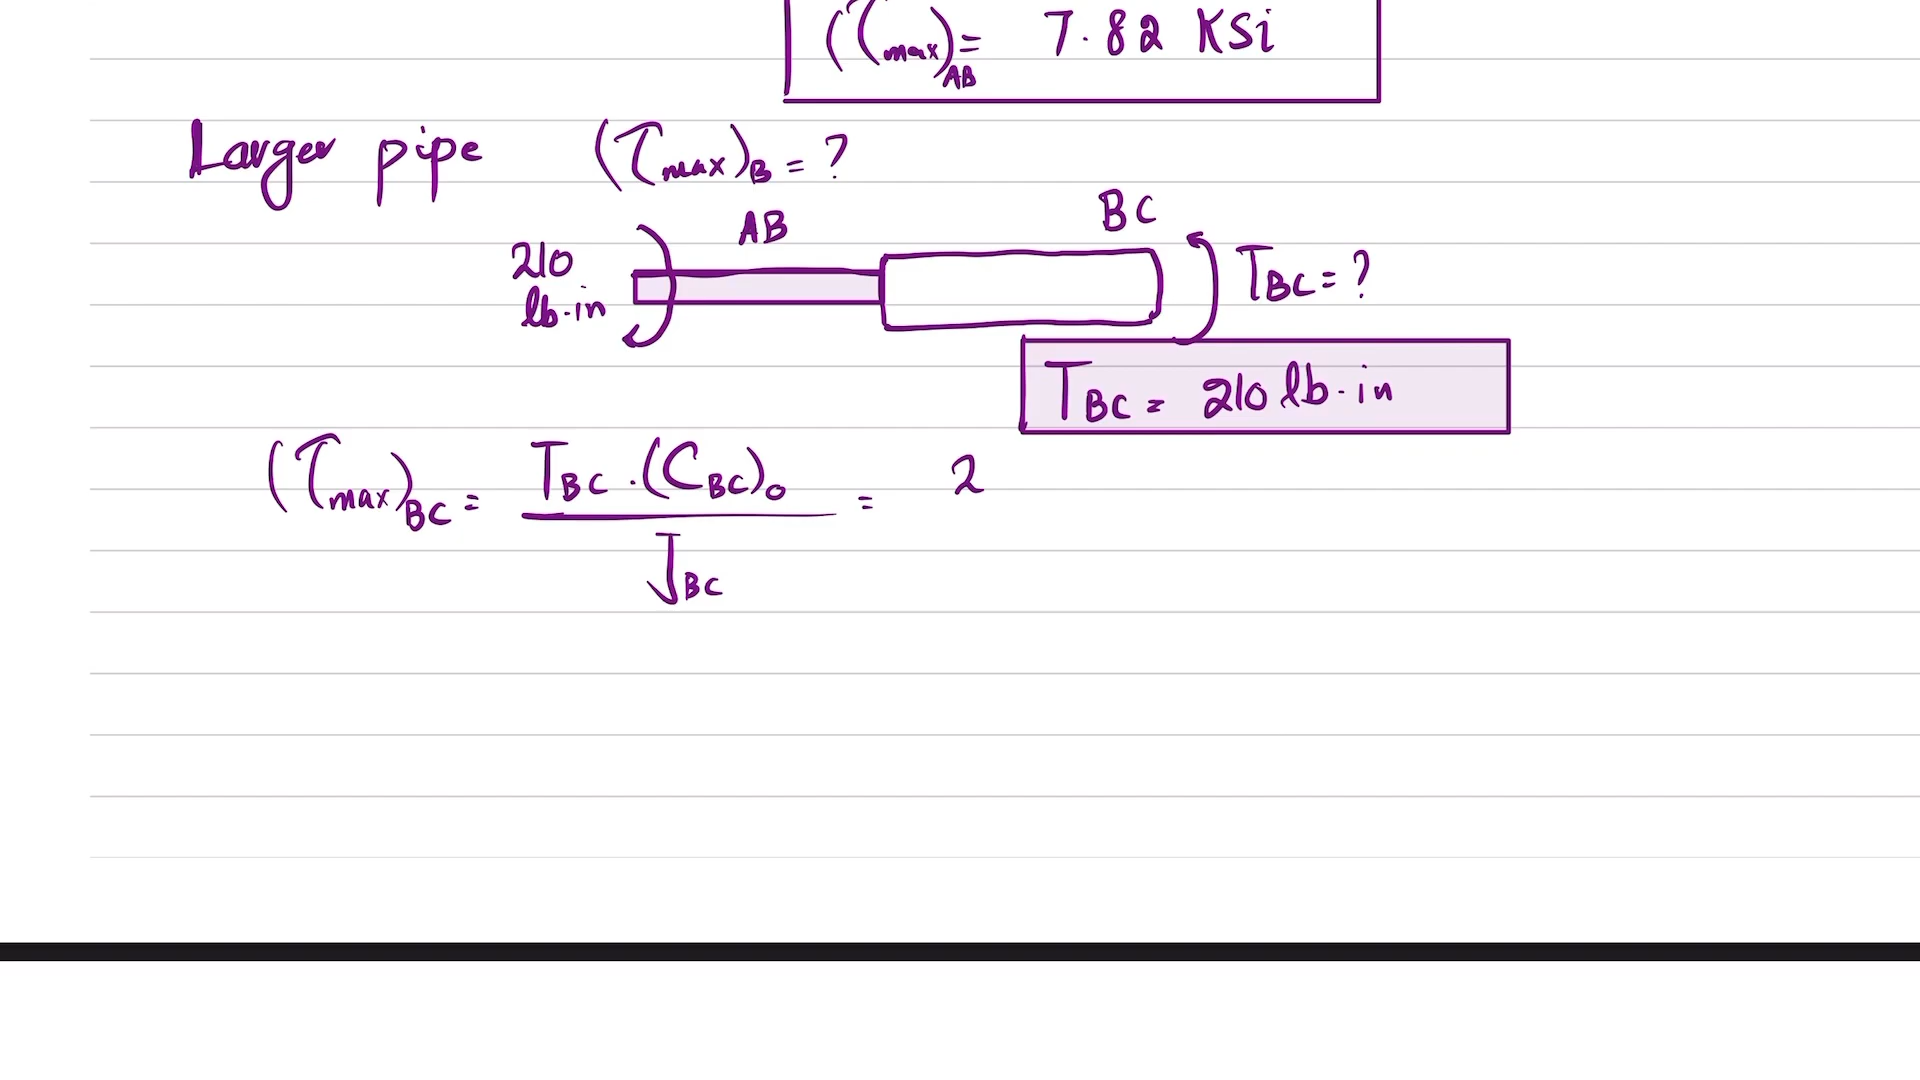 (τmax)AB = 7.82 KSi
Larger pipe (τmax)B = ?
AB BC
210 lb·in TBC = ?
TBC = 210 lb·in
(τmax)BC = TBC · (CBC)o / JBC = 2